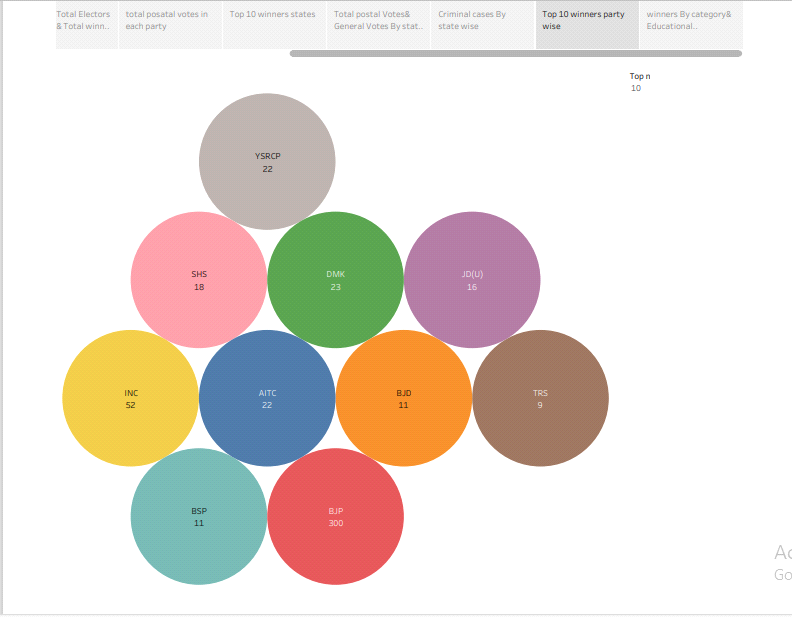 Total Electors
& Total winn..
total posatal votes in
each party
Top 10 winners states
Total postal Votes&
General Votes By stat..
Criminal cases By
state wise
Top 10 winners party
wise
winners By category&
Educational..
Top n
10
YSRCP
22
SHS
18
DMK
23
JD(U)
16
INC
52
AITC
22
BJD
11
TRS
9
BSP
11
BJP
300
Go